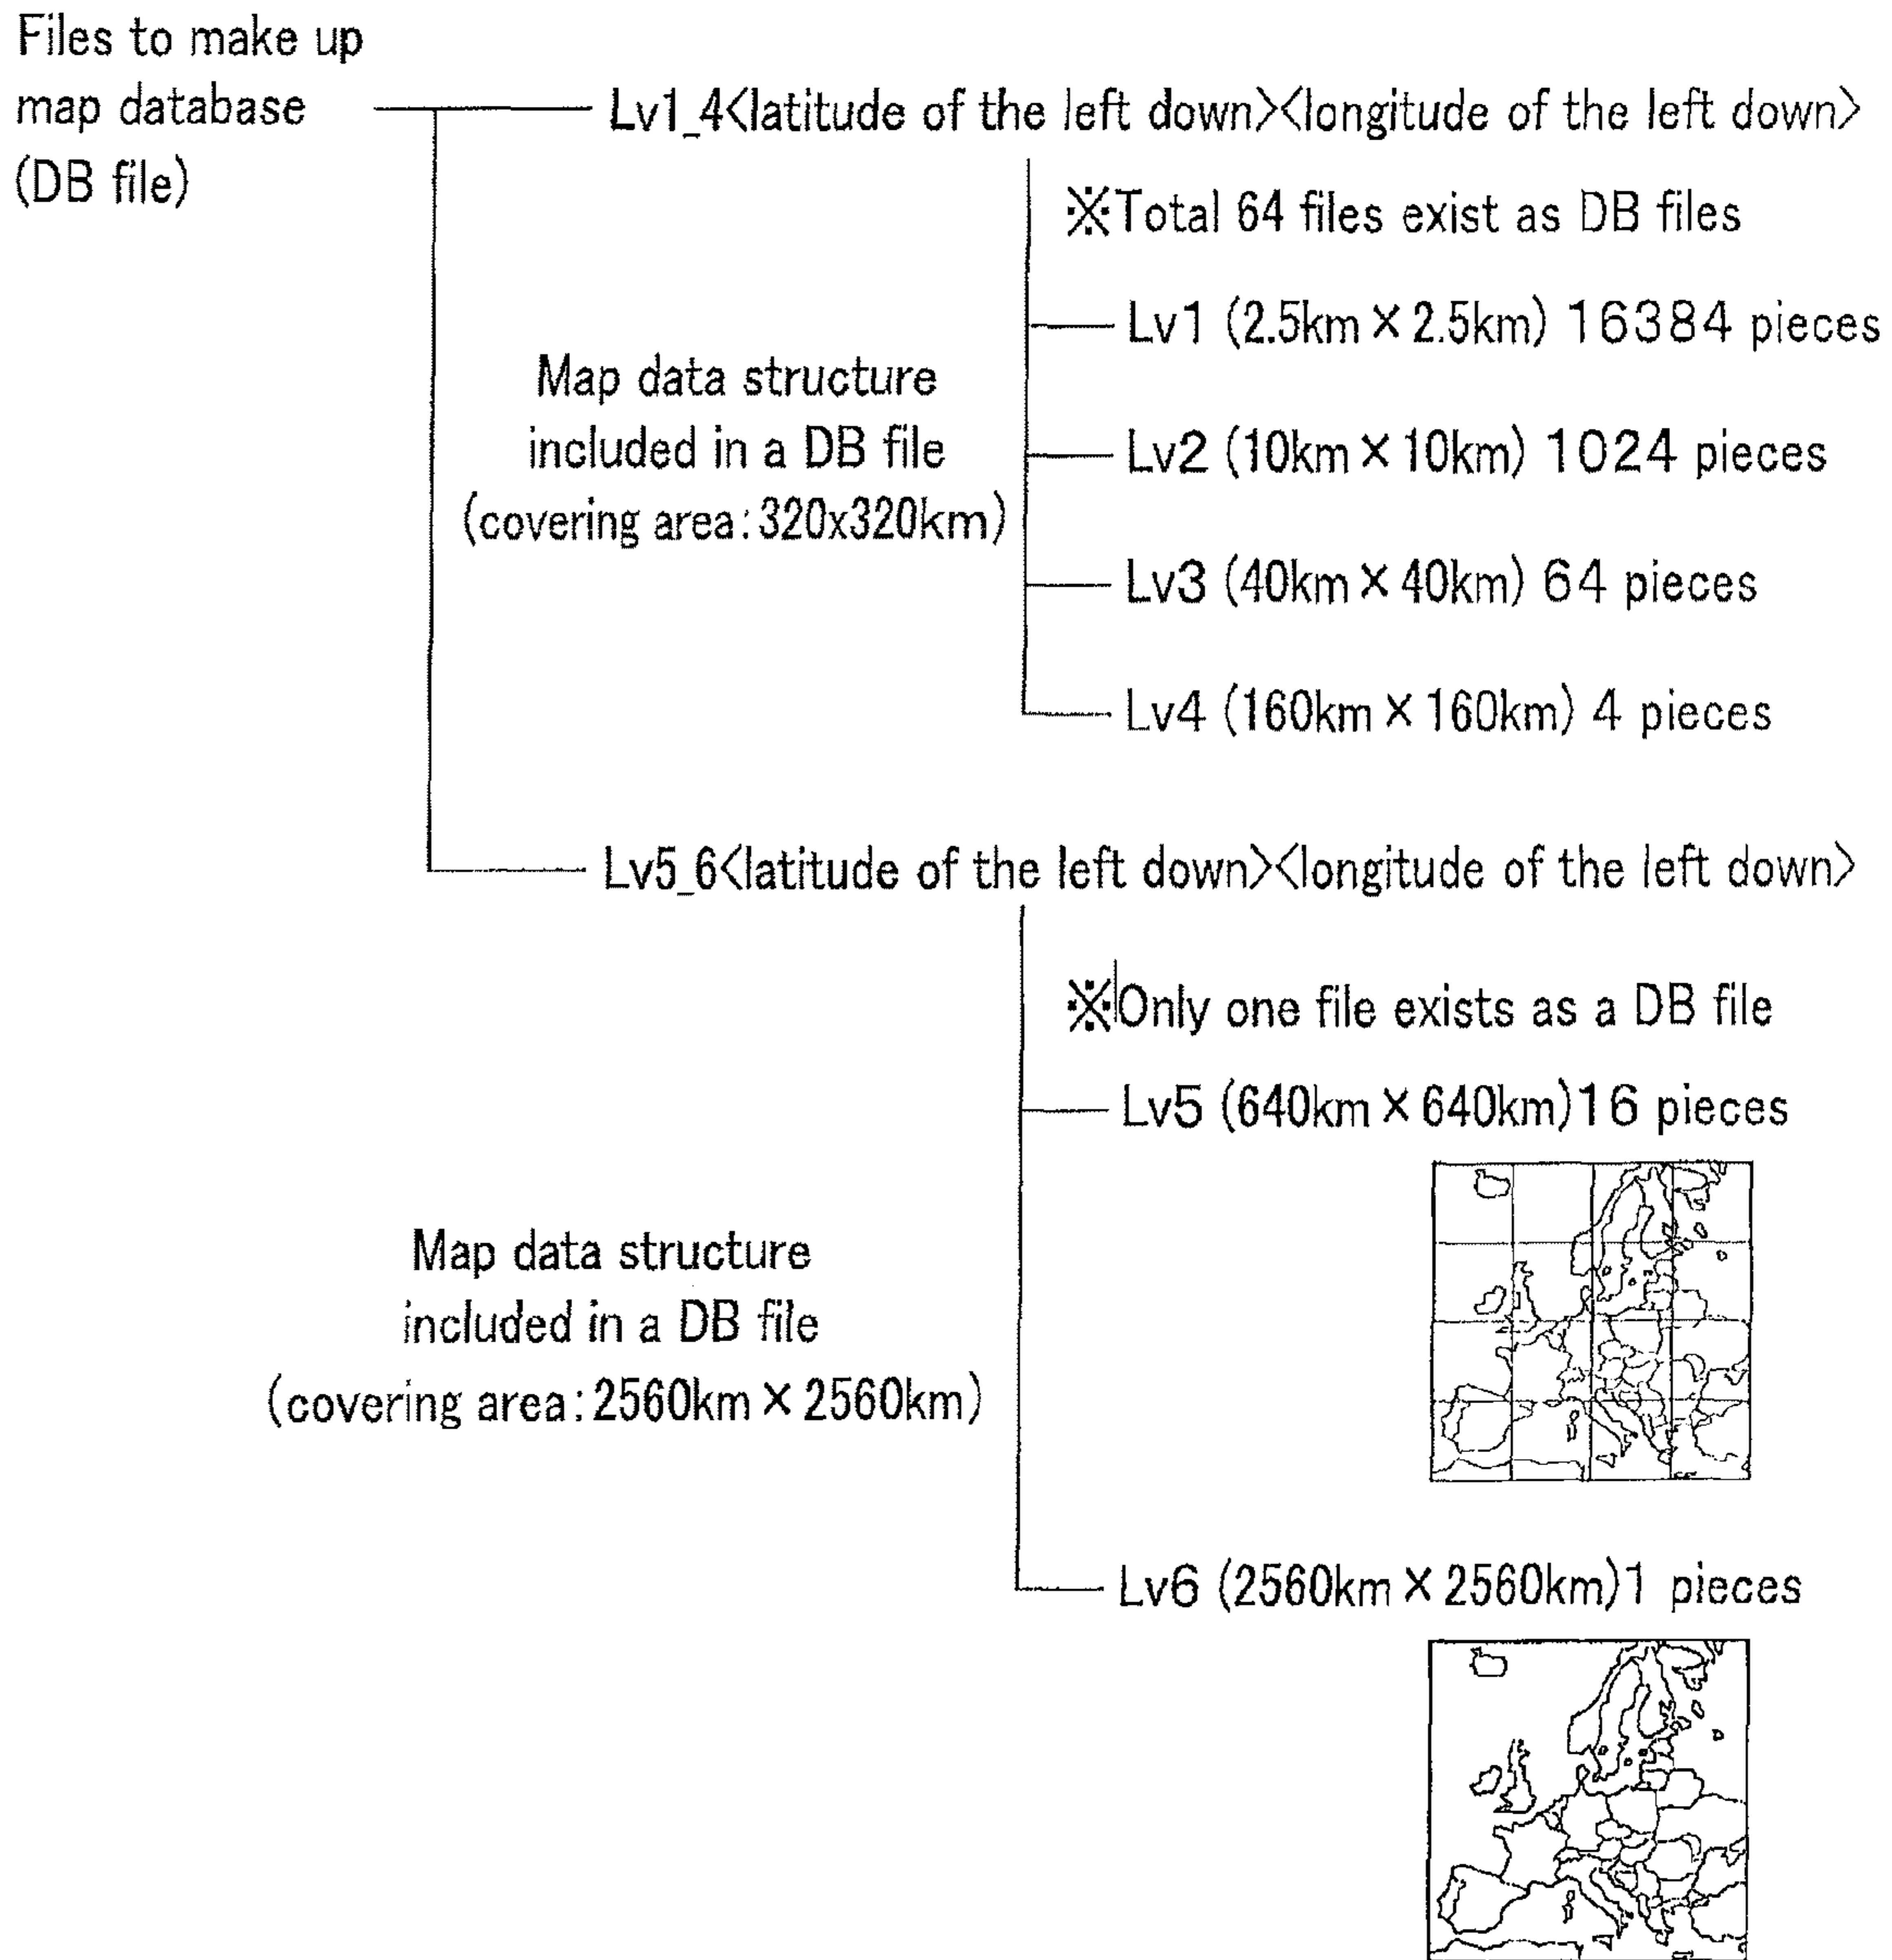 Files to make up
map database
(DB file)
Lv1_4<latitude of the left down><longitude of the left down>
※Total 64 files exist as DB files
Map data structure
included in a DB file
(covering area:320x320km)
Lv1 (2.5km×2.5km) 16384 pieces
Lv2 (10km×10km) 1024 pieces
Lv3 (40km×40km) 64 pieces
Lv4 (160km×160km) 4 pieces
Lv5_6<latitude of the left down><longitude of the left down>
※Only one file exists as a DB file
Map data structure
included in a DB file
(covering area:2560km×2560km)
Lv5 (640km×640km)16 pieces
Lv6 (2560km×2560km)1 pieces